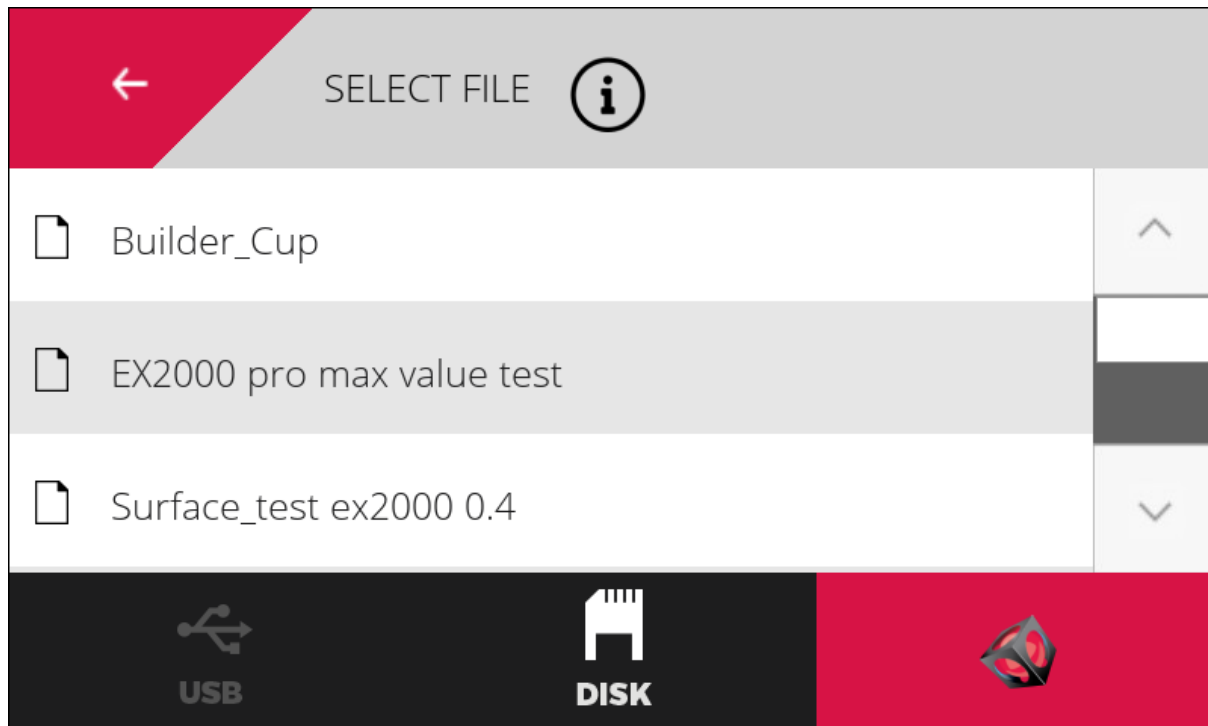 SELECT FILE
Builder_Cup
EX2000 pro max value test
Surface_test ex2000 0.4
USB
DISK